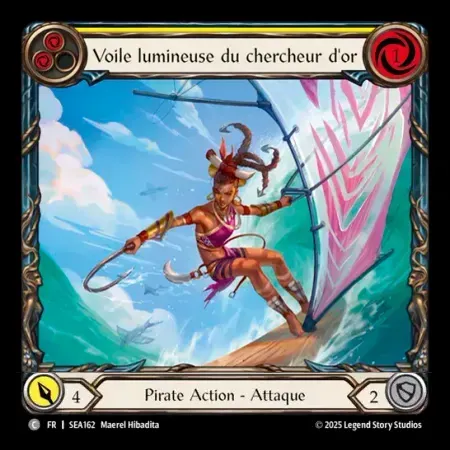 Voile lumineuse du chercheur d'or
1
4
Pirate Action - Attaque
2
C FR | SEA162 Maerel Hibadita
© 2025 Legend Story Studios